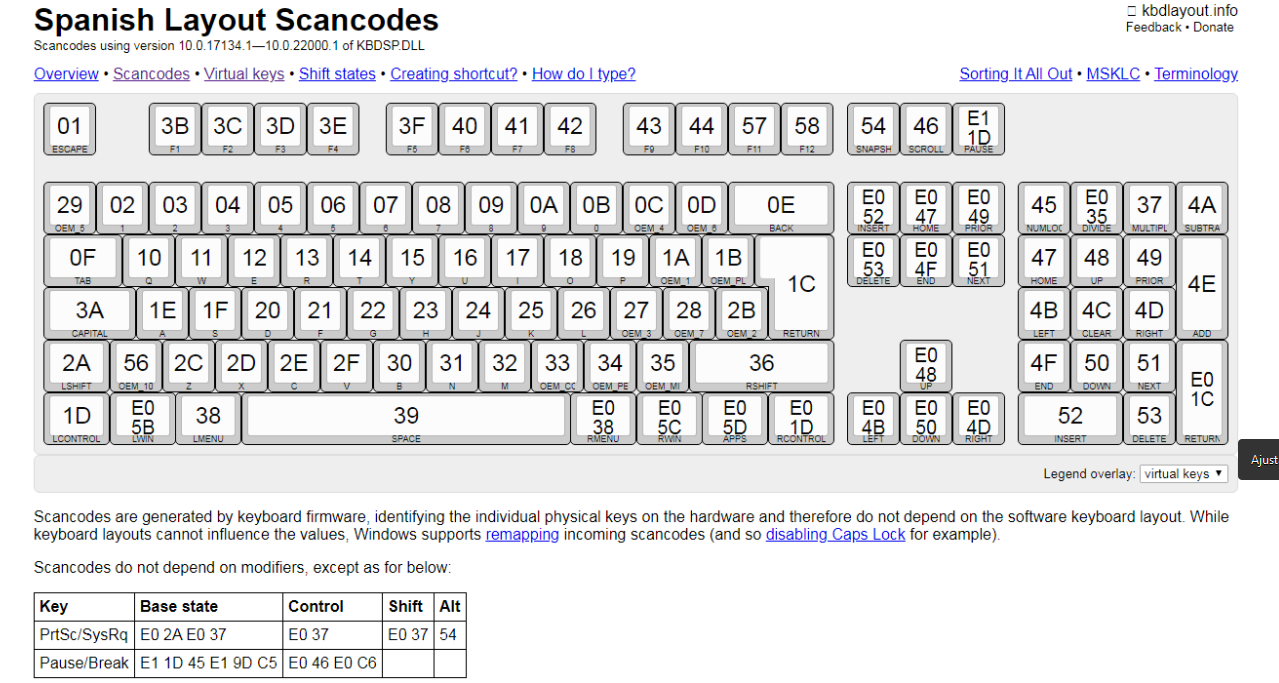 Spanish Layout Scancodes
kbdlayout.info
Scancodes using version 10.0.17134.1—10.0.22000.1 of KBDSP.DLL
Feedback • Donate
Overview • Scancodes • Virtual keys • Shift states • Creating shortcut? • How do I type?
Sorting It All Out • MSKLC • Terminology
01 3B 3C 3D 3E 3F 40 41 42 43 44 57 58 54 46 E1 1D
ESCAPE F1 F2 F3 F4 F5 F6 F7 F8 F9 F10 F11 F12 SNAPSH SCROLL PAUSE
29 02 03 04 05 06 07 08 09 0A 0B 0C 0D 0E E0 52 E0 47 E0 49 45 E0 35 37 4A
OEM_5 1 2 3 4 5 6 7 8 9 0 OEM_4 OEM_6 BACK INSERT HOME PRIOR NUMLOC DIVIDE MULTIPL SUBTRA
0F 10 11 12 13 14 15 16 17 18 19 1A 1B 1C E0 53 E0 4F E0 51 47 48 49 4E
TAB Q W E R T Y U I O P OEM_1 OEM_PL DELETE END NEXT HOME UP PRIOR
3A 1E 1F 20 21 22 23 24 25 26 27 28 2B 4B 4C 4D
CAPITAL A S D F G H J K L OEM_3 OEM_7 OEM_2 RETURN LEFT CLEAR RIGHT ADD
2A 56 2C 2D 2E 2F 30 31 32 33 34 35 36 E0 48 4F 50 51 E0 1C
LSHIFT OEM_10 Z X C V B N M OEM_CO OEM_PE OEM_MI RSHIFT UP END DOWN NEXT
1D E0 5B 38 39 E0 38 E0 5C E0 5D E0 1D E0 4B E0 50 E0 4D 52 53
LCONTROL LWIN LMENU SPACE RMENU RWIN APPS RCONTROL LEFT DOWN RIGHT INSERT DELETE RETURN
Ajust
Legend overlay: virtual keys
Scancodes are generated by keyboard firmware, identifying the individual physical keys on the hardware and therefore do not depend on the software keyboard layout. While
keyboard layouts cannot influence the values, Windows supports remapping incoming scancodes (and so disabling Caps Lock for example).
Scancodes do not depend on modifiers, except as for below:
Key Base state Control Shift Alt
PrtSc/SysRq E0 2A E0 37 E0 37 E0 37 54
Pause/Break E1 1D 45 E1 9D C5 E0 46 E0 C6